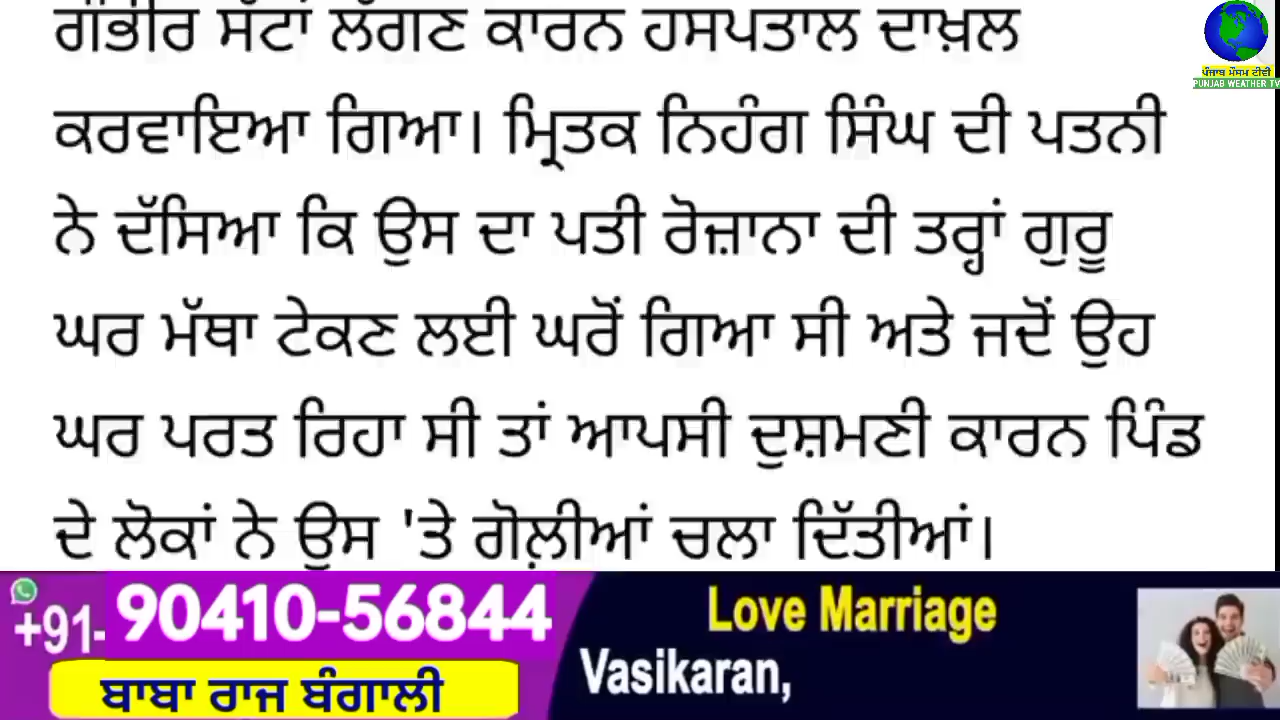 ਗੰਭੀਰ ਸੱਟਾਂ ਲੱਗਣ ਕਾਰਨ ਹਸਪਤਾਲ ਦਾਖ਼ਲ
ਕਰਵਾਇਆ ਗਿਆ। ਮ੍ਰਿਤਕ ਨਿਹੰਗ ਸਿੰਘ ਦੀ ਪਤਨੀ
ਨੇ ਦੱਸਿਆ ਕਿ ਉਸ ਦਾ ਪਤੀ ਰੋਜ਼ਾਨਾ ਦੀ ਤਰ੍ਹਾਂ ਗੁਰੂ
ਘਰ ਮੱਥਾ ਟੇਕਣ ਲਈ ਘਰੋਂ ਗਿਆ ਸੀ ਅਤੇ ਜਦੋਂ ਉਹ
ਘਰ ਪਰਤ ਰਿਹਾ ਸੀ ਤਾਂ ਆਪਸੀ ਦੁਸ਼ਮਣੀ ਕਾਰਨ ਪਿੰਡ
ਦੇ ਲੋਕਾਂ ਨੇ ਉਸ 'ਤੇ ਗੋਲ਼ੀਆਂ ਚਲਾ ਦਿੱਤੀਆਂ।
ਪੰਜਾਬ ਮੌਸਮ ਟੀਵੀ
PUNJAB WEATHER TV
+91- 90410-56844
ਬਾਬਾ ਰਾਜ ਬੰਗਾਲੀ
Love Marriage
Vasikaran,